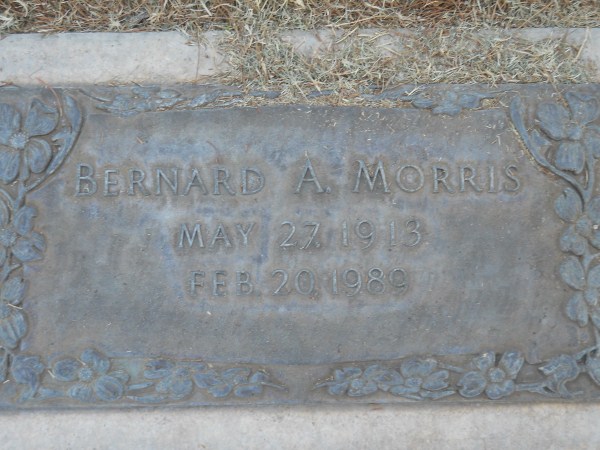 BERNARD A. MORRIS
MAY 27, 1913
FEB. 20, 1989